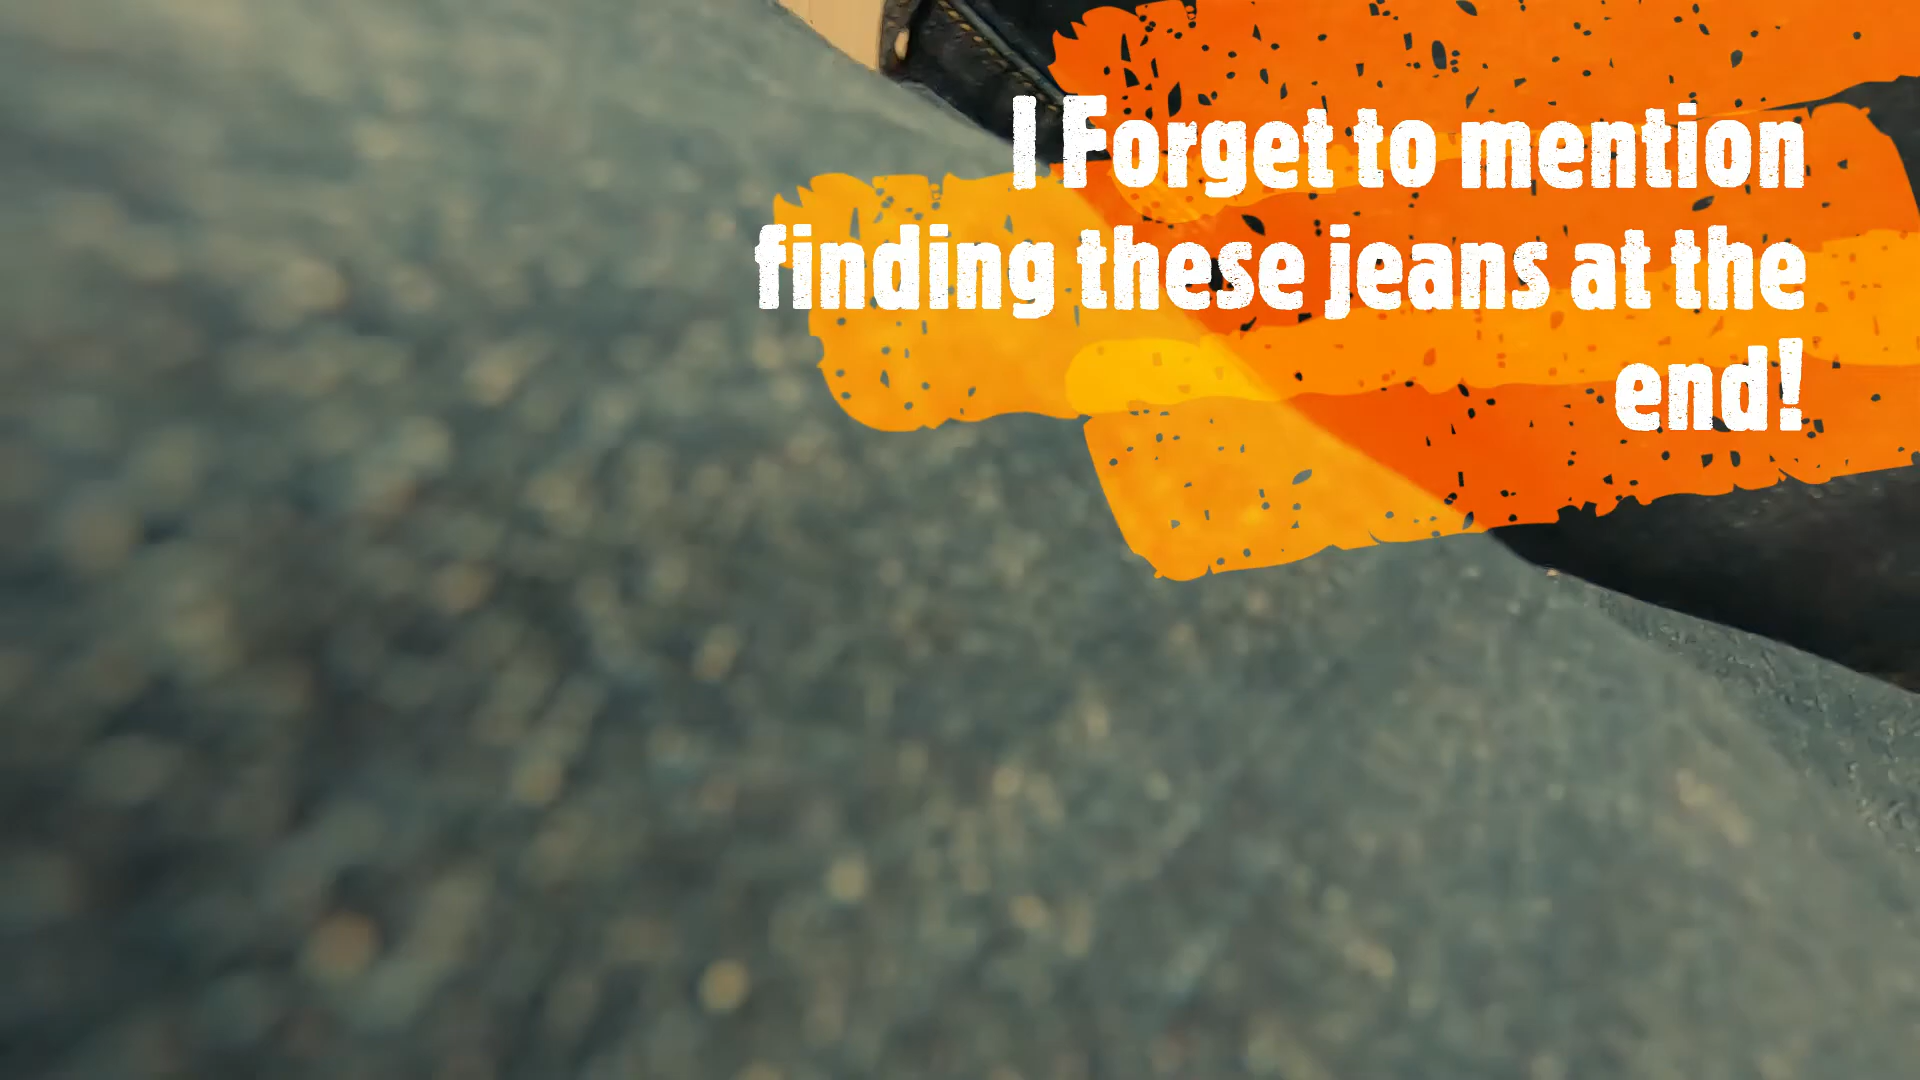 I Forget to mention
finding these jeans at the
end!